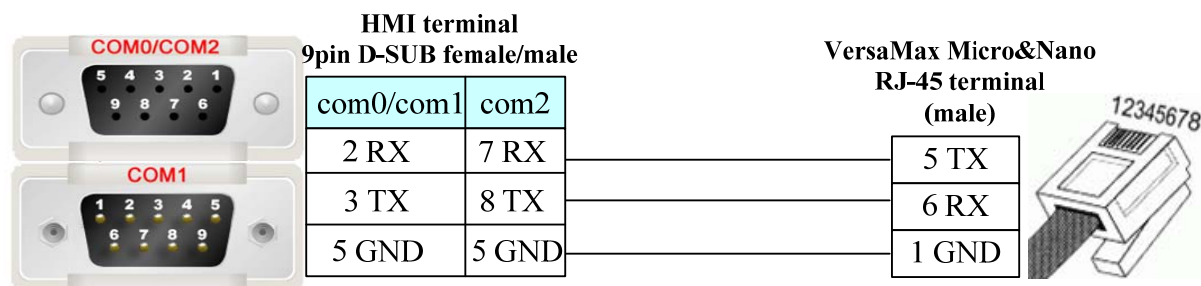 COM0/COM2
5 4 3 2 1
9 8 7 6
COM1
1 2 3 4 5
6 7 8 9
HMI terminal
9pin D-SUB female/male
com0/com1 com2
2 RX 7 RX
3 TX 8 TX
5 GND 5 GND
VersaMax Micro&Nano
RJ-45 terminal
(male)
5 TX
6 RX
1 GND
12345678